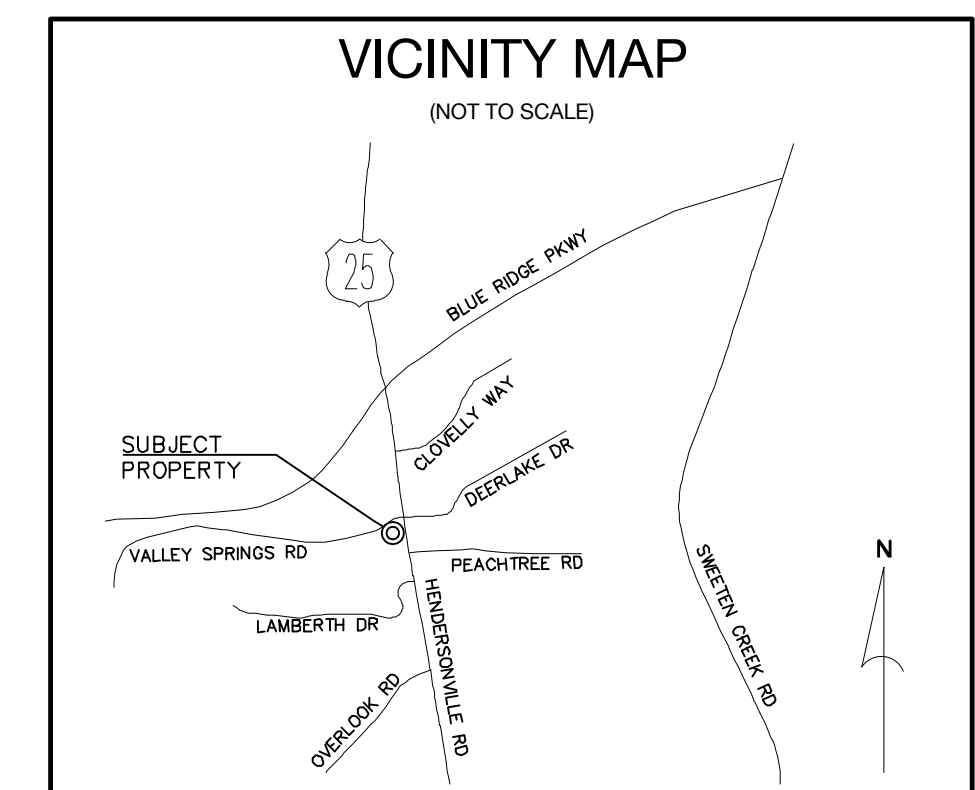 VICINITY MAP
(NOT TO SCALE)
25
BLUE RIDGE PKWY
CLOVELLY WAY
SUBJECT
PROPERTY
DEERLAKE DR
VALLEY SPRINGS RD
PEACHTREE RD
N
SWEETEN CREEK RD
HENDERSONVILLE RD
LAMBERTH DR
OVERLOOK RD